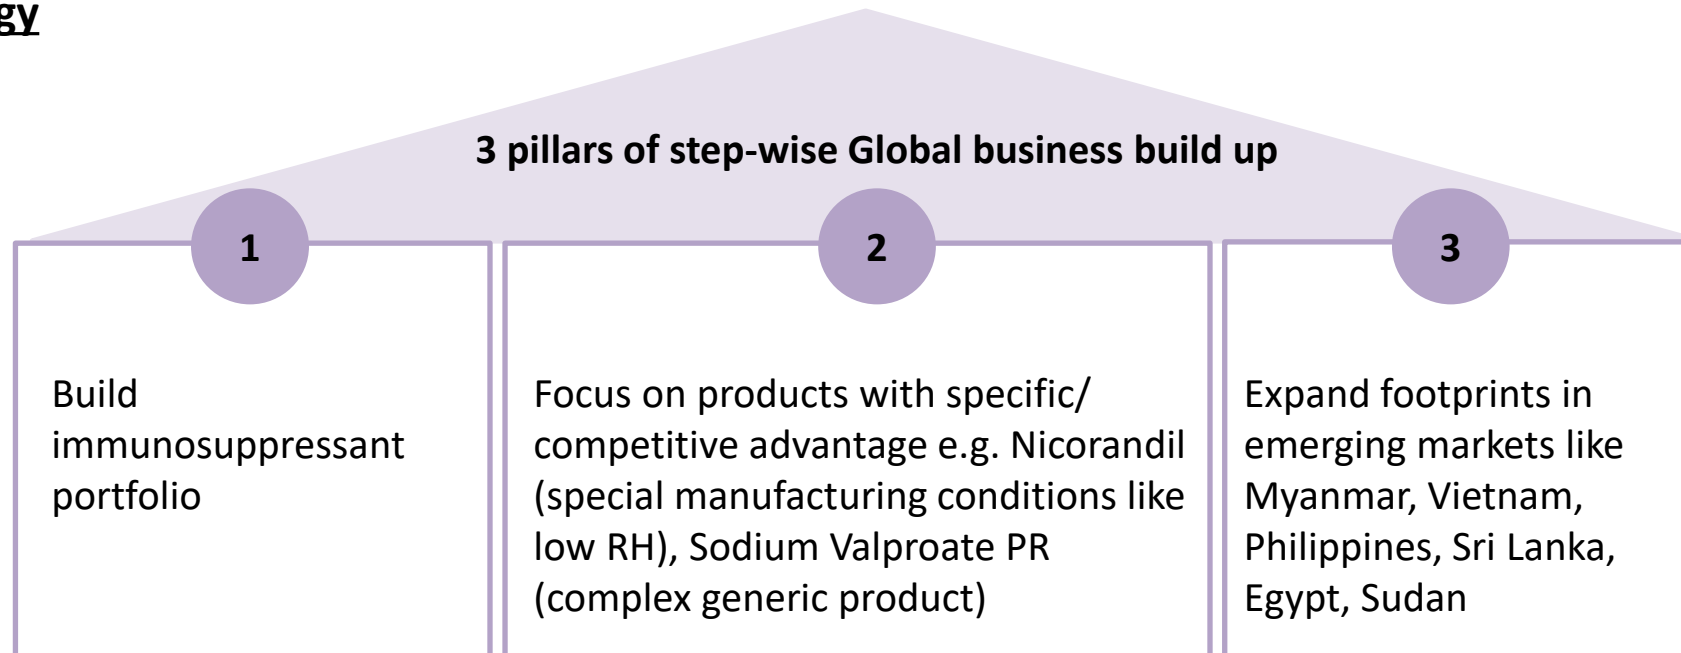 gy
3 pillars of step-wise Global business build up
1
2
3
Build
immunosuppressant
portfolio
Focus on products with specific/
competitive advantage e.g. Nicorandil
(special manufacturing conditions like
low RH), Sodium Valproate PR
(complex generic product)
Expand footprints in
emerging markets like
Myanmar, Vietnam,
Philippines, Sri Lanka,
Egypt, Sudan